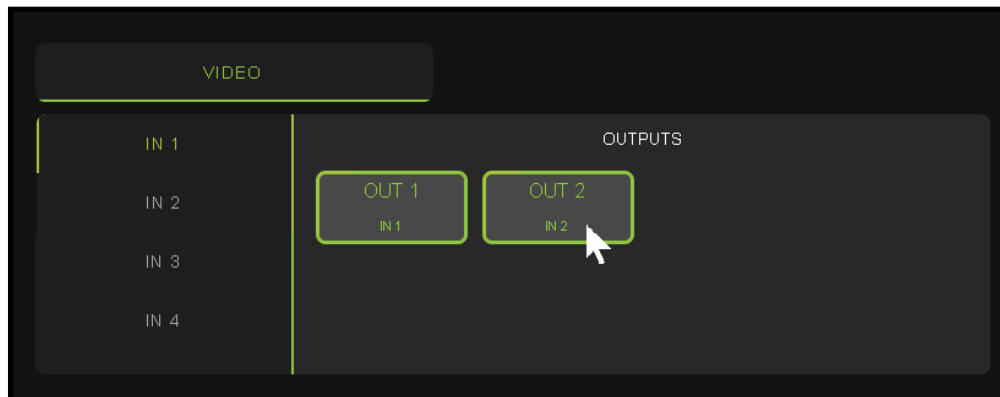 VIDEO
IN 1
IN 2
IN 3
IN 4
OUTPUTS
OUT 1
IN 1
OUT 2
IN 2